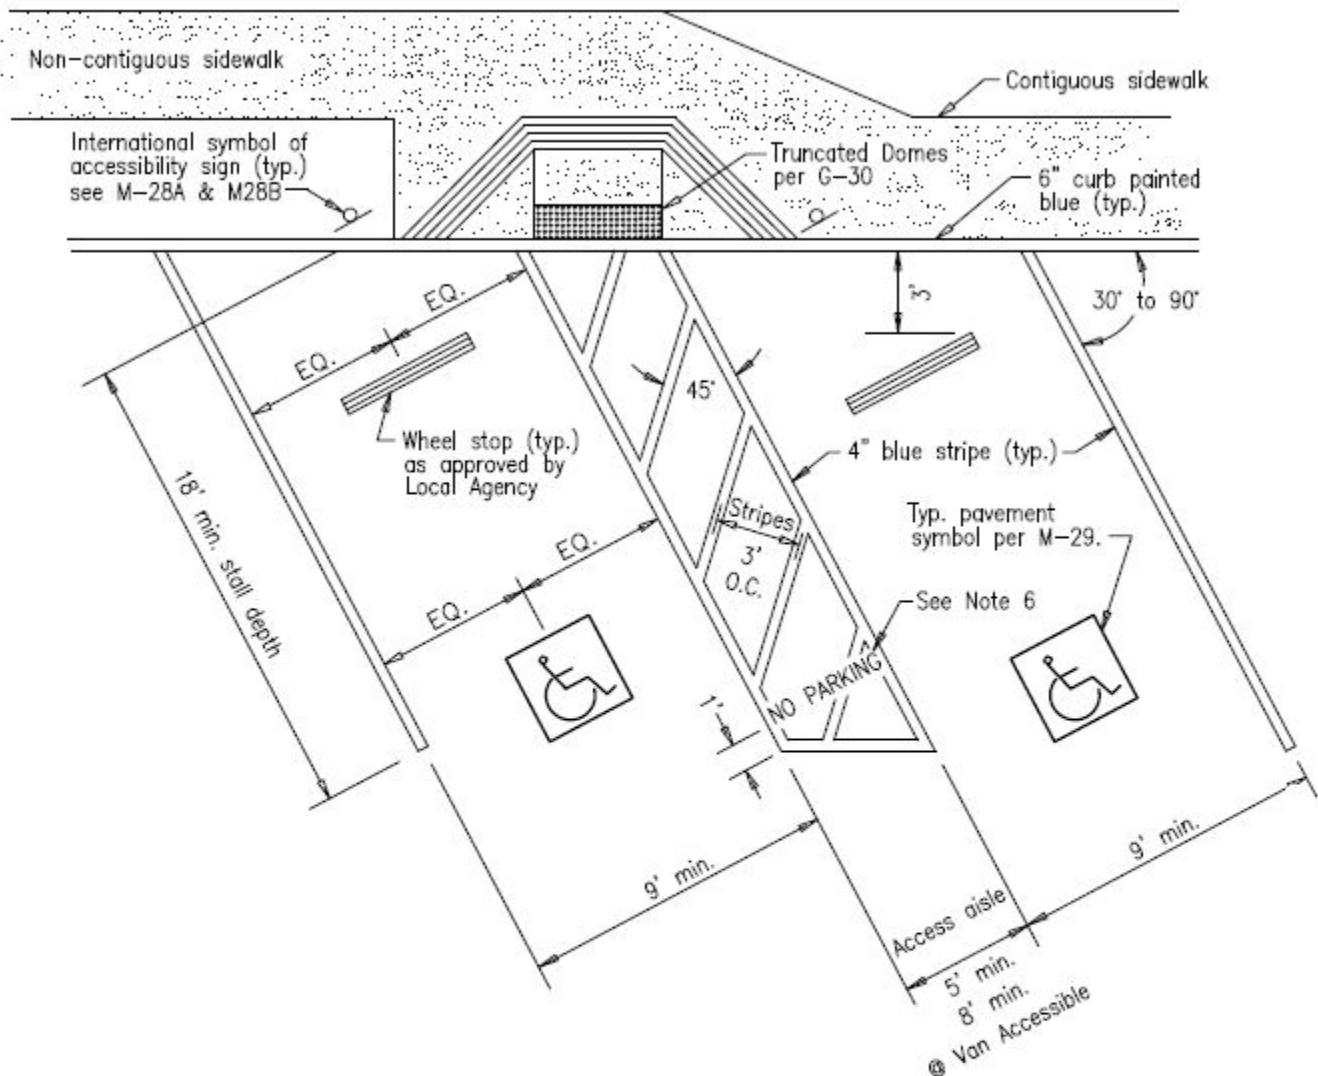 Non-contiguous sidewalk
Contiguous sidewalk
International symbol of
accessibility sign (typ.)
see M-28A & M28B
Truncated Domes
per G-30
6" curb painted
blue (typ.)
EQ.
EQ.
3'
30° to 90°
45°
Wheel stop (typ.)
as approved by
Local Agency
4" blue stripe (typ.)
18' min. stall depth
Stripes
3'
O.C.
Typ. pavement
symbol per M-29.
EQ.
EQ.
See Note 6
NO PARKING
1'
9' min.
9' min.
Access aisle
5' min.
8' min.
@ Van Accessible